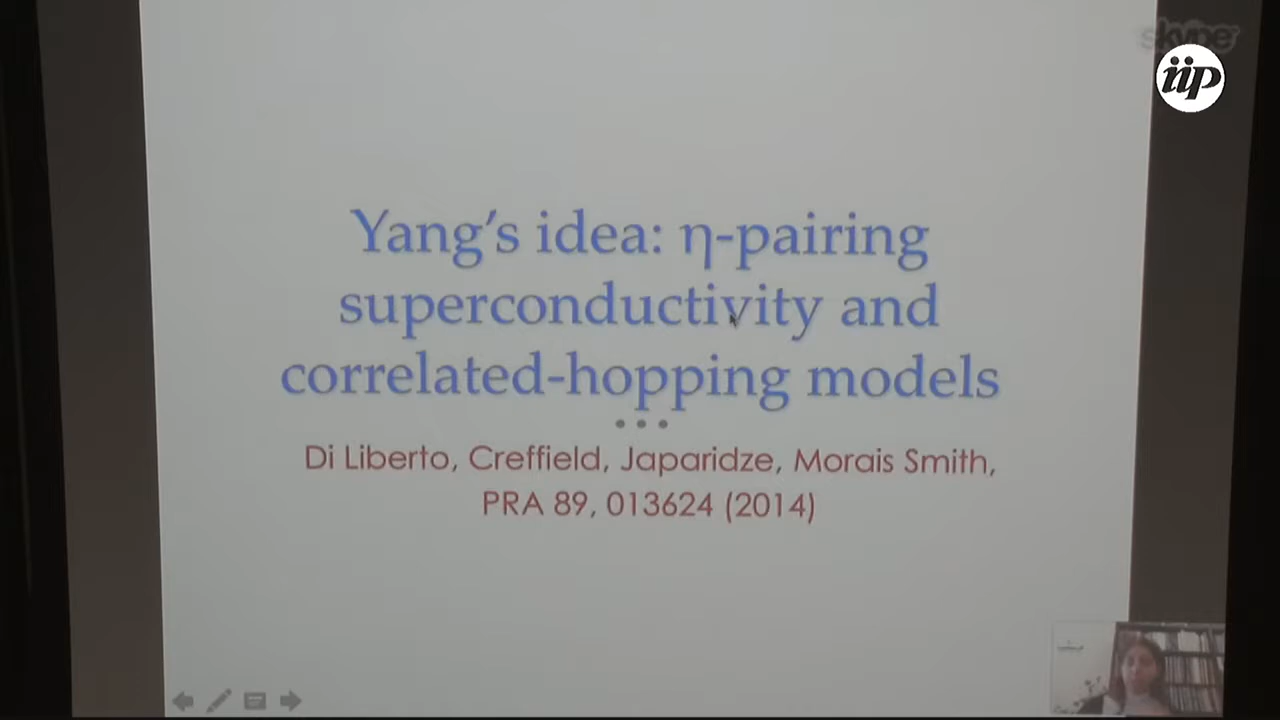 skype
iip
Yang's idea: η-pairing
superconductivity and
correlated-hopping models
Di Liberto, Creffield, Japaridze, Morais Smith,
PRA 89, 013624 (2014)